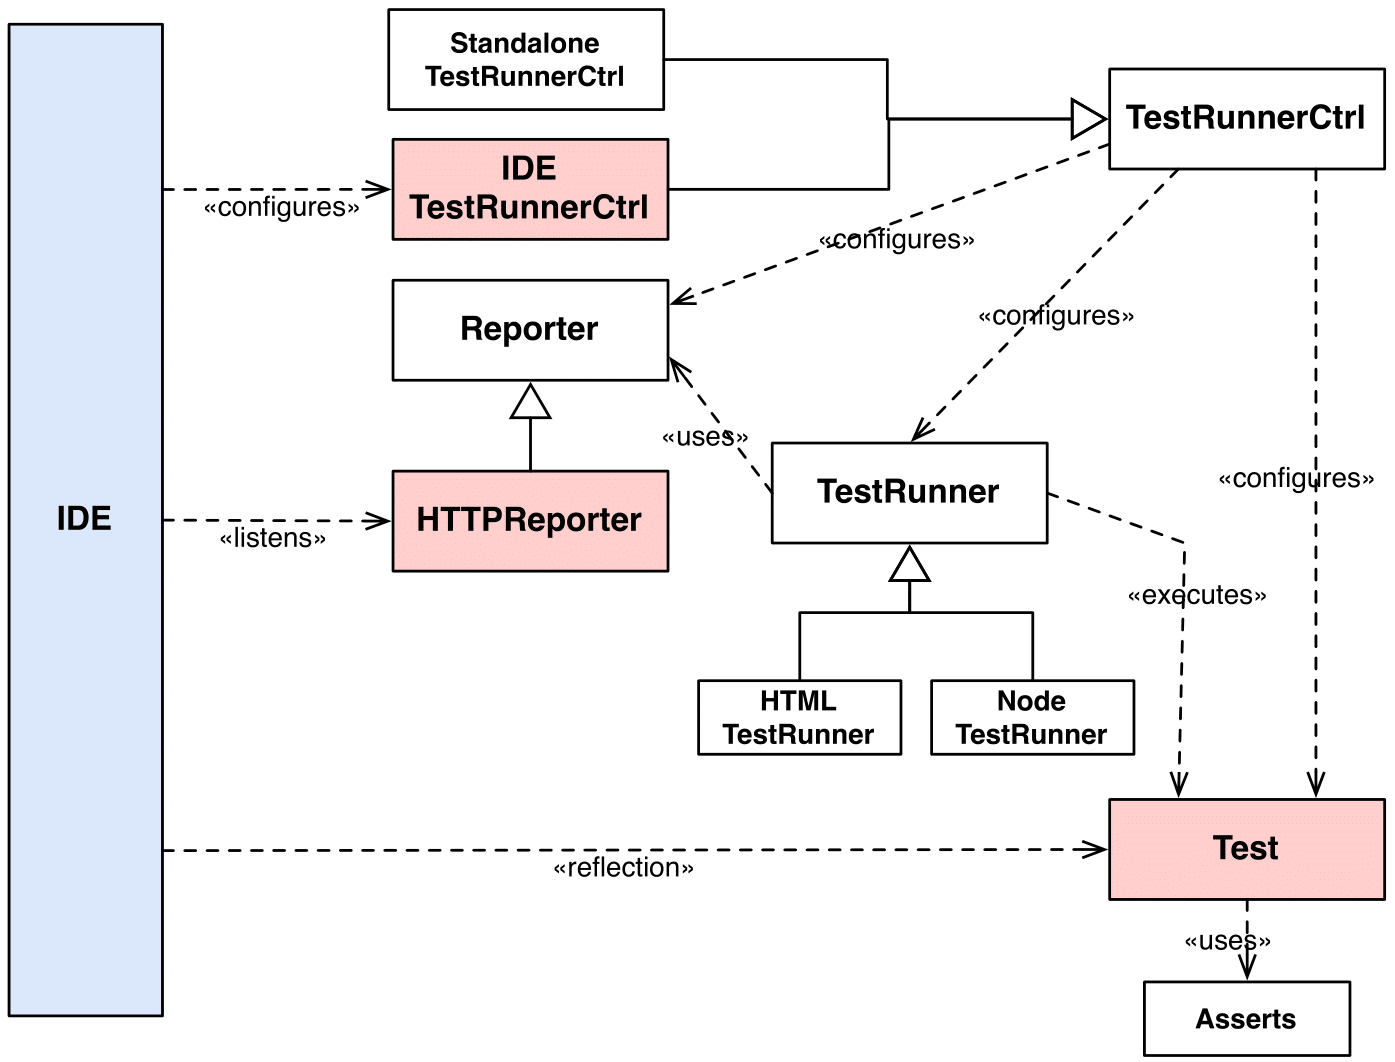 Standalone
TestRunnerCtrl
TestRunnerCtrl
IDE
TestRunnerCtrl
«configures»
«configures»
«configures»
Reporter
«uses»
TestRunner
«configures»
IDE
HTTPReporter
«listens»
«executes»
HTML
TestRunner
Node
TestRunner
Test
«reflection»
«uses»
Asserts